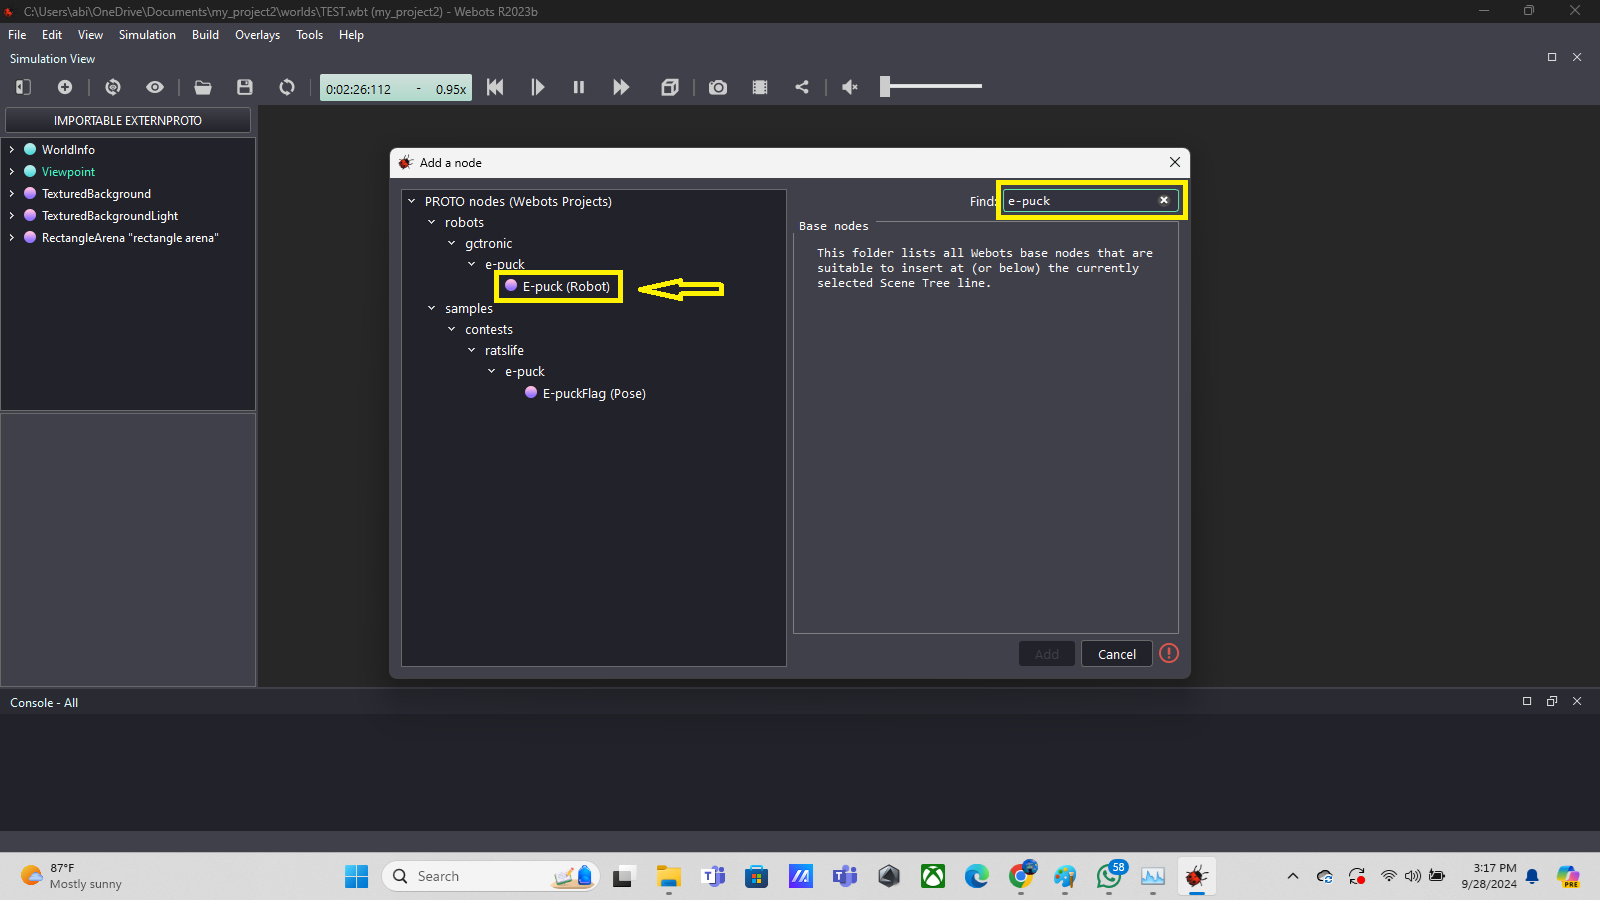 C:\Users\abi\OneDrive\Documents\my_project2\worlds\TEST.wbt (my_project2) - Webots R2023b
File Edit View Simulation Build Overlays Tools Help
Simulation View
0:02:26:112 - 0.95x
IMPORTABLE EXTERNPROTO
WorldInfo
Viewpoint
TexturedBackground
TexturedBackgroundLight
RectangleArena "rectangle arena"
Add a node
PROTO nodes (Webots Projects)
robots
gctronic
e-puck
E-puck (Robot)
samples
contests
ratslife
e-puck
E-puckFlag (Pose)
Find: e-puck
Base nodes
This folder lists all Webots base nodes that are
suitable to insert at (or below) the currently
selected Scene Tree line.
Add Cancel
Console - All
87°F
Mostly sunny
Search
58
3:17 PM
9/28/2024
PRE